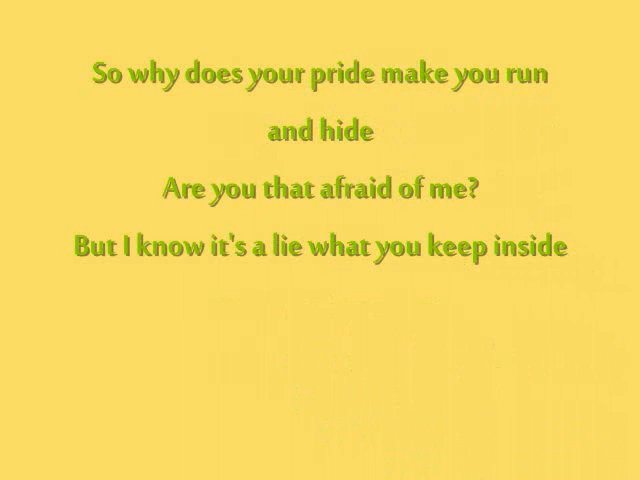 So why does your pride make you run
and hide
Are you that afraid of me?
But I know it's a lie what you keep inside